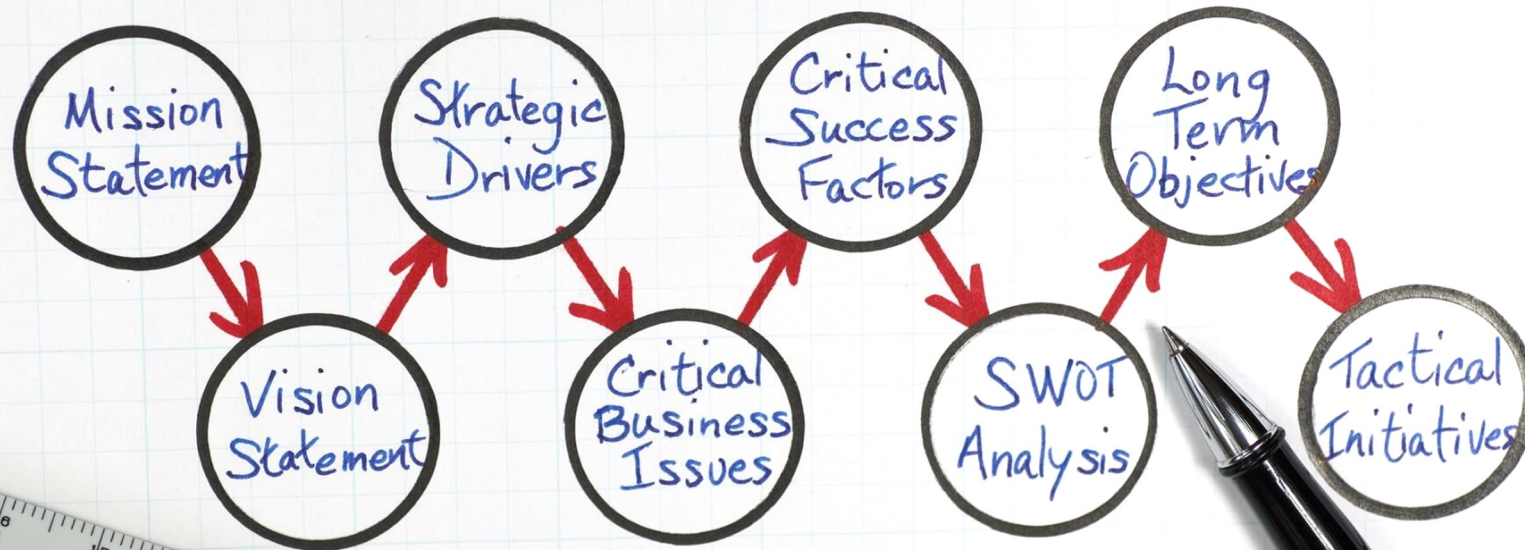 Mission
Statement
Vision
Statement
Strategic
Drivers
Critical
Business
Issues
Critical
Success
Factors
SWOT
Analysis
Long
Term
Objectives
Tactical
Initiatives
6